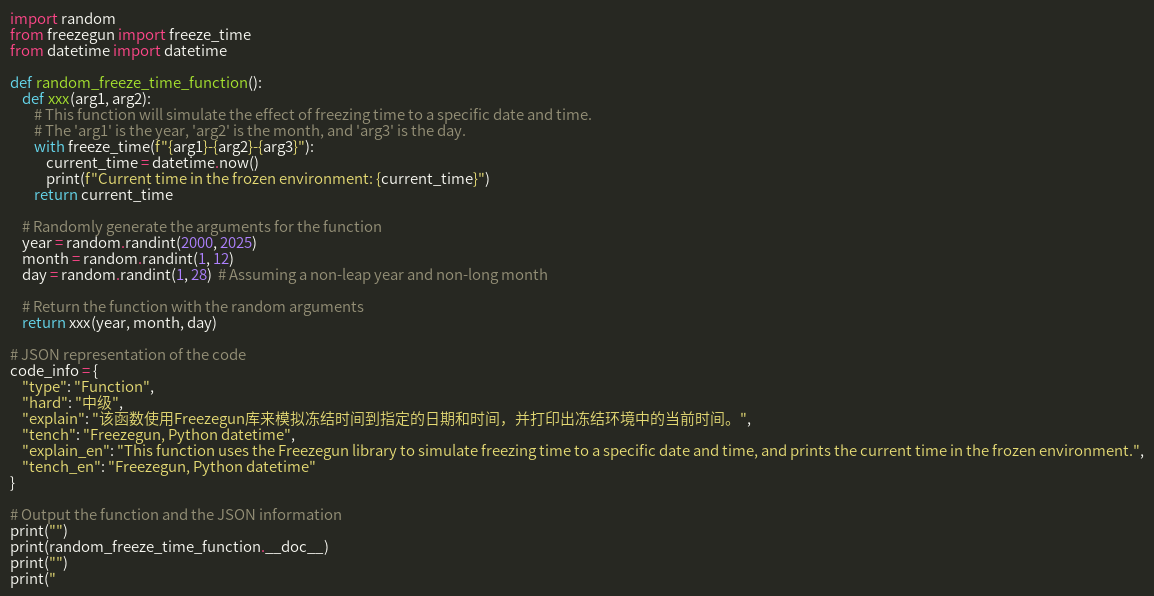 import random
from freezegun import freeze_time
from datetime import datetime

def random_freeze_time_function():
    def xxx(arg1, arg2):
        # This function will simulate the effect of freezing time to a specific date and time.
        # The 'arg1' is the year, 'arg2' is the month, and 'arg3' is the day.
        with freeze_time(f"{arg1}-{arg2}-{arg3}"):
            current_time = datetime.now()
            print(f"Current time in the frozen environment: {current_time}")
        return current_time

    # Randomly generate the arguments for the function
    year = random.randint(2000, 2025)
    month = random.randint(1, 12)
    day = random.randint(1, 28)  # Assuming a non-leap year and non-long month

    # Return the function with the random arguments
    return xxx(year, month, day)

# JSON representation of the code
code_info = {
    "type": "Function",
    "hard": "中级",
    "explain": "该函数使用Freezegun库来模拟冻结时间到指定的日期和时间，并打印出冻结环境中的当前时间。",
    "tench": "Freezegun, Python datetime",
    "explain_en": "This function uses the Freezegun library to simulate freezing time to a specific date and time, and prints the current time in the frozen environment.",
    "tench_en": "Freezegun, Python datetime"
}

# Output the function and the JSON information
print("")
print(random_freeze_time_function.__doc__)
print("")
print("